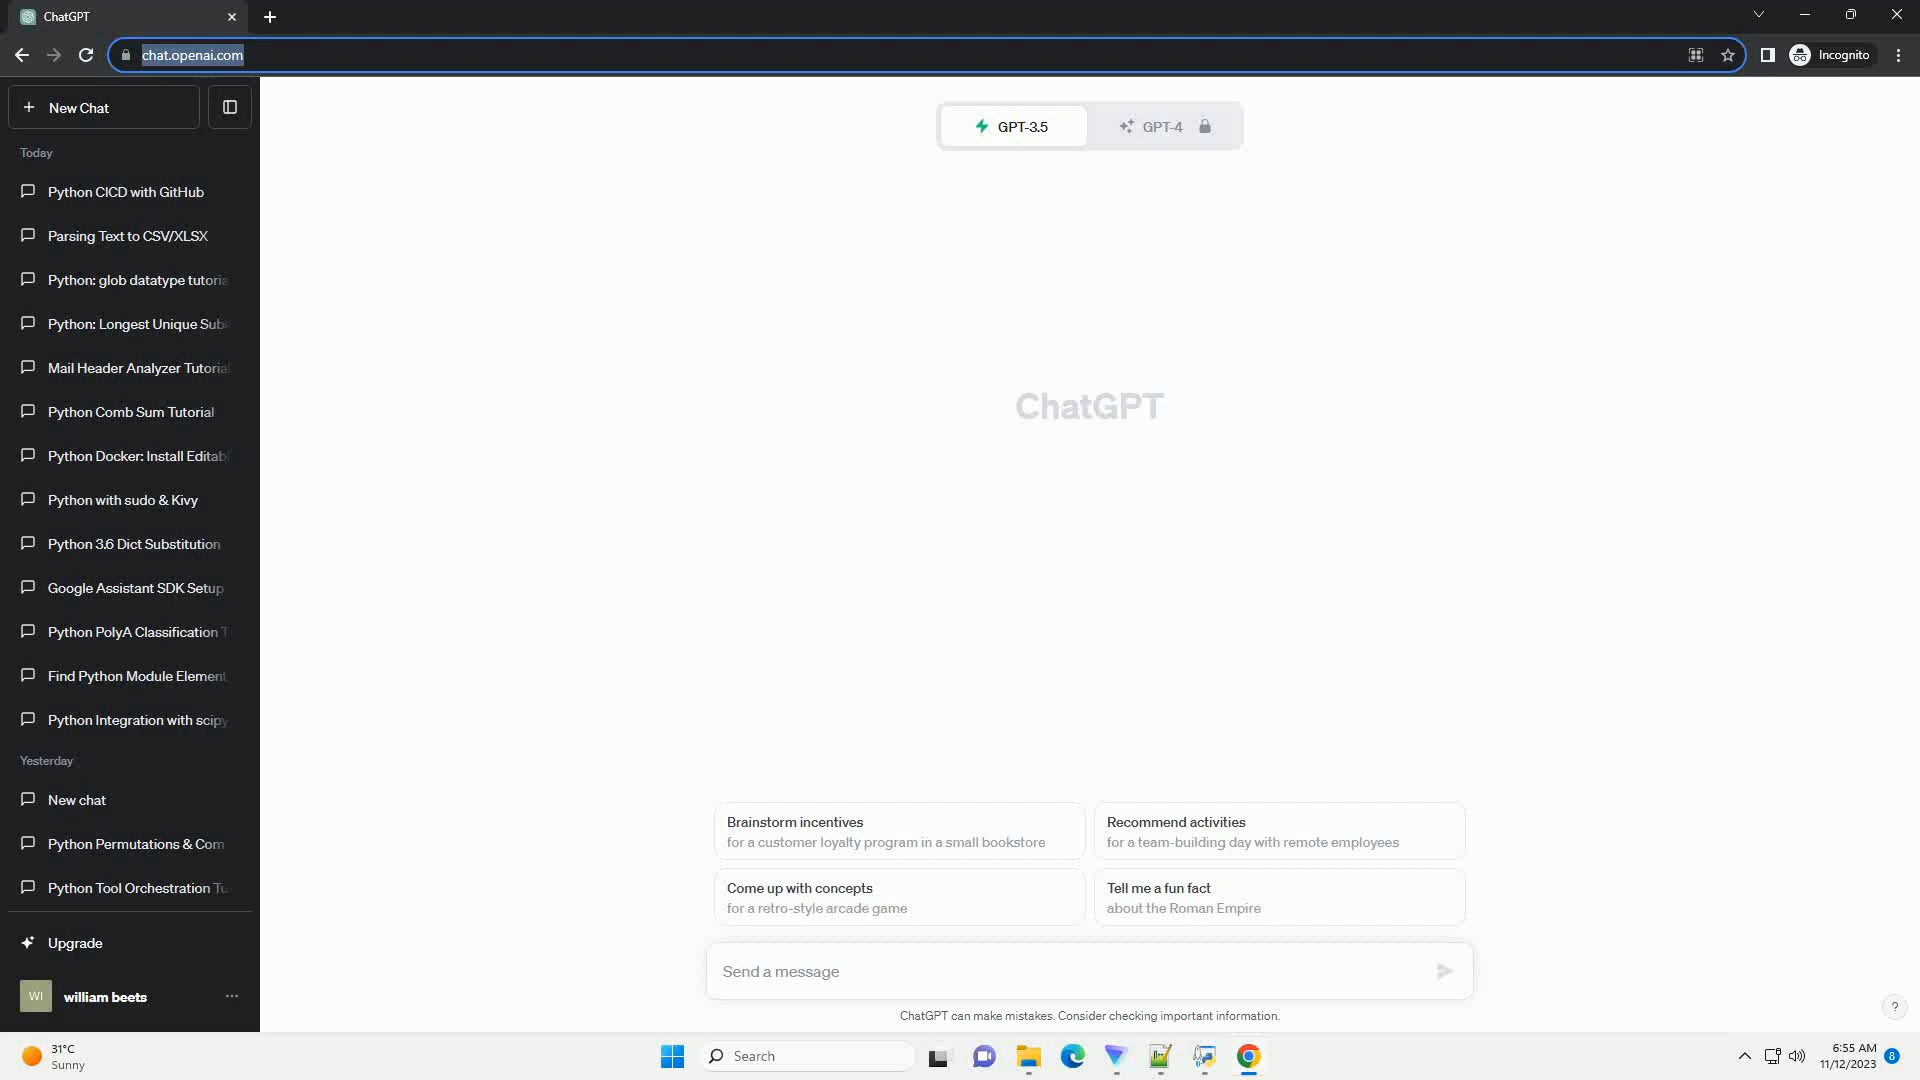 ChatGPT
chat.openai.com
Incognito
New Chat
GPT-3.5
GPT-4
Today
Python CICD with GitHub
Parsing Text to CSV/XLSX
Python: glob datatype tutoria
Python: Longest Unique Sub
Mail Header Analyzer Tutorial
Python Comb Sum Tutorial
Python Docker: Install Editab
Python with sudo & Kivy
Python 3.6 Dict Substitution
Google Assistant SDK Setup
Python PolyA Classification T
Find Python Module Element
Python Integration with scipy
Yesterday
New chat
Python Permutations & Com
Python Tool Orchestration Tu
Upgrade
WI
william beets
ChatGPT
Brainstorm incentives
for a customer loyalty program in a small bookstore
Recommend activities
for a team-building day with remote employees
Come up with concepts
for a retro-style arcade game
Tell me a fun fact
about the Roman Empire
Send a message
ChatGPT can make mistakes. Consider checking important information.
?
31°C
Sunny
Search
6:55 AM
11/12/2023
8